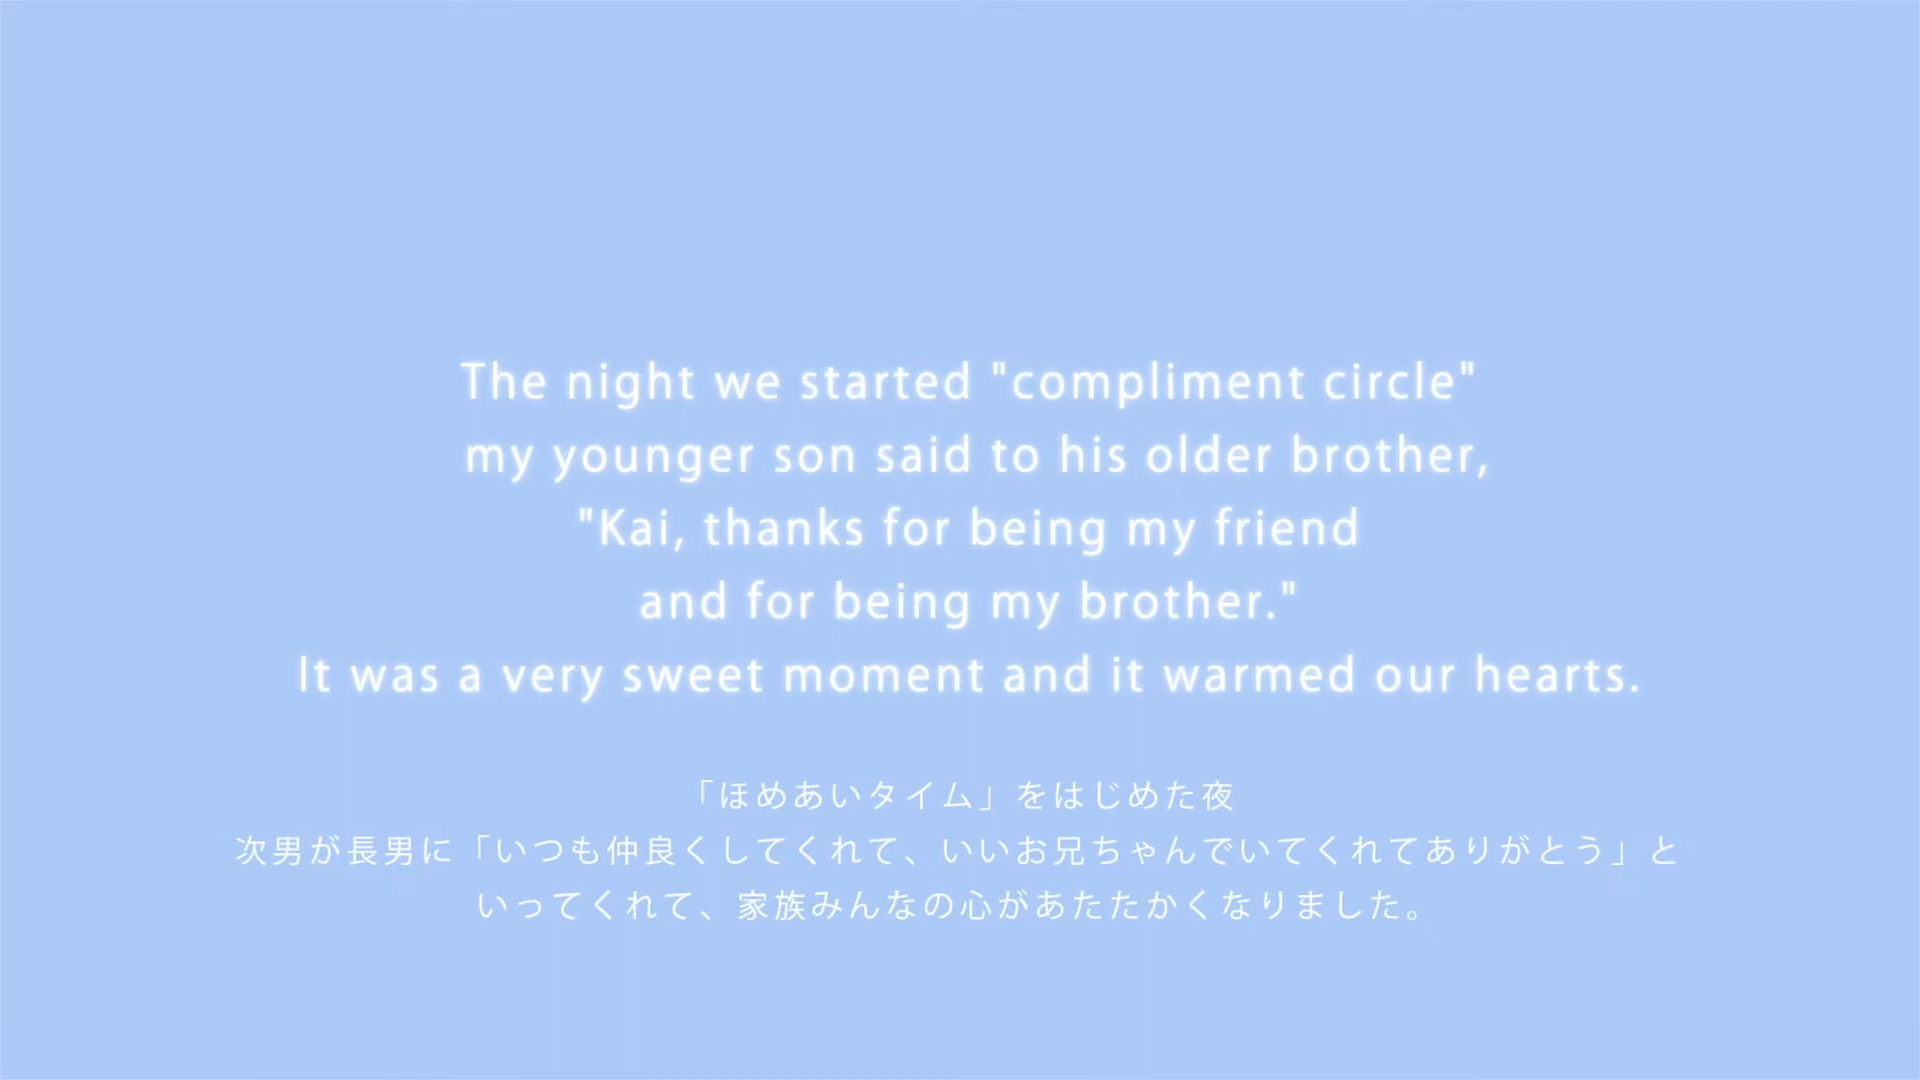 The night we started "compliment circle"
my younger son said to his older brother,
"Kai, thanks for being my friend
and for being my brother."
It was a very sweet moment and it warmed our hearts.
「ほめあいタイム」をはじめた夜
次男が長男に「いつも仲良くしてくれて、いいお兄ちゃんでいてくれてありがとう」と
いってくれて、家族みんなの心があたたかくなりました。